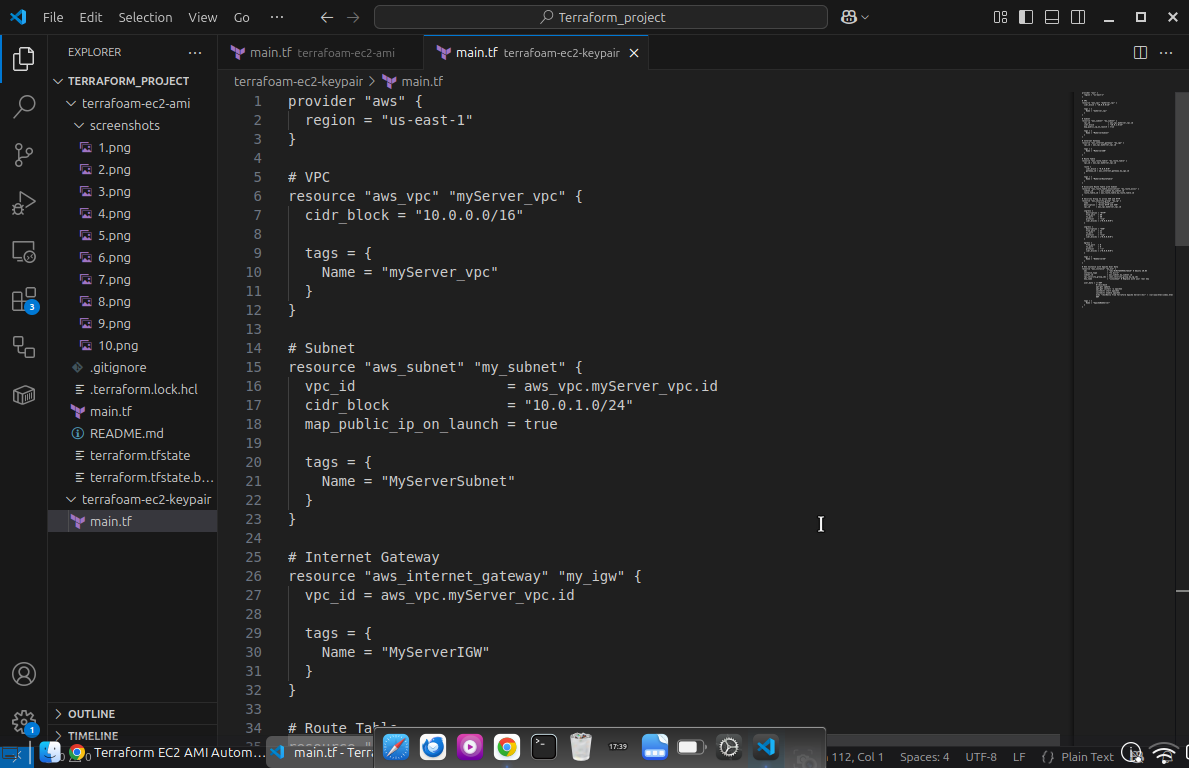 File Edit Selection View Go ··· Terraform_project
EXPLORER ···
TERRAFORM_PROJECT
terrafoam-ec2-ami
screenshots
1.png
2.png
3.png
4.png
5.png
6.png
7.png
8.png
9.png
10.png
.gitignore
.terraform.lock.hcl
main.tf
README.md
terraform.tfstate
terraform.tfstate.b...
terrafoam-ec2-keypair
main.tf
OUTLINE
TIMELINE
3
1
main.tf terrafoam-ec2-ami
main.tf terrafoam-ec2-keypair
terrafoam-ec2-keypair > main.tf
1 provider "aws" {
2 region = "us-east-1"
3 }
4
5 # VPC
6 resource "aws_vpc" "myServer_vpc" {
7 cidr_block = "10.0.0.0/16"
8
9 tags = {
10 Name = "myServer_vpc"
11 }
12 }
13
14 # Subnet
15 resource "aws_subnet" "my_subnet" {
16 vpc_id = aws_vpc.myServer_vpc.id
17 cidr_block = "10.0.1.0/24"
18 map_public_ip_on_launch = true
19
20 tags = {
21 Name = "MyServerSubnet"
22 }
23 }
24
25 # Internet Gateway
26 resource "aws_internet_gateway" "my_igw" {
27 vpc_id = aws_vpc.myServer_vpc.id
28
29 tags = {
30 Name = "MyServerIGW"
31 }
32 }
33
34 # Route Table
Terraform EC2 AMI Autom...
main.tf - Terra
17:39
112, Col 1 Spaces: 4 UTF-8 LF {} Plain Text